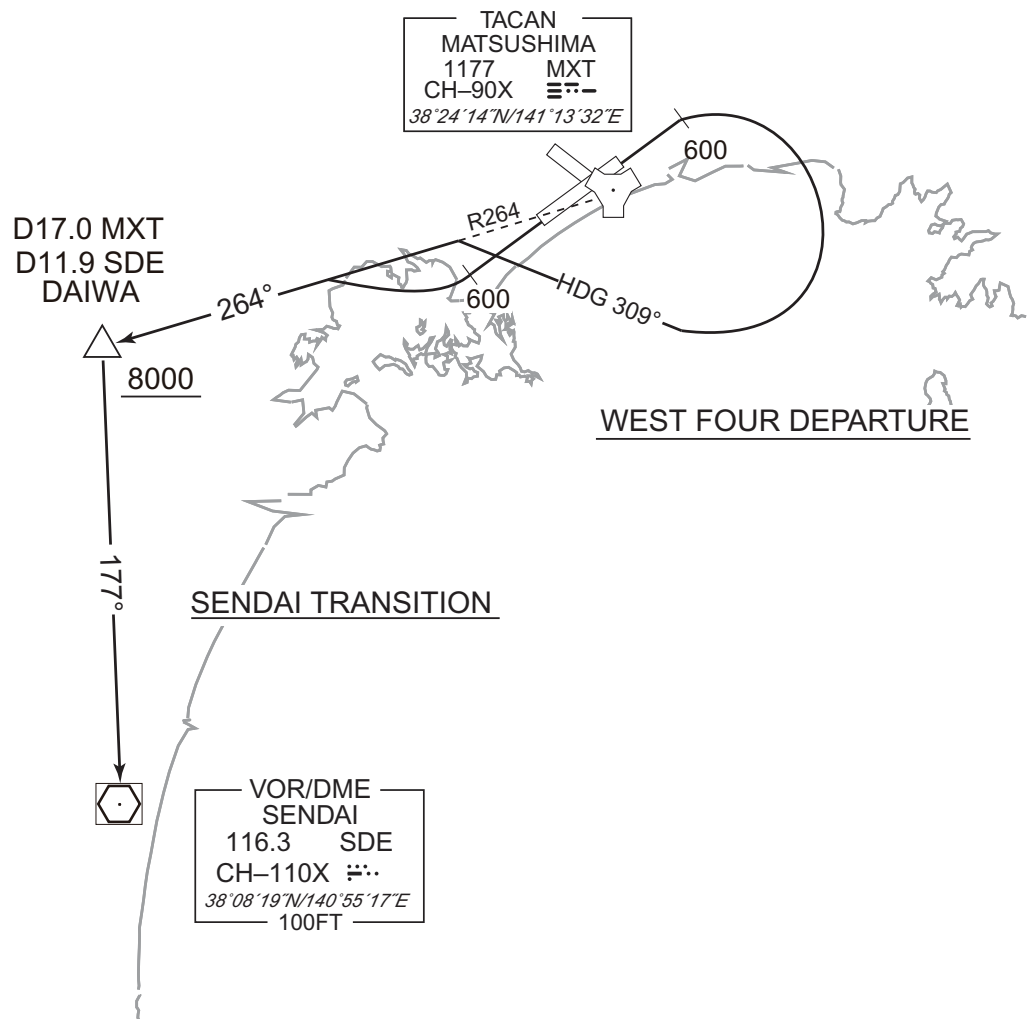 TACAN
MATSUSHIMA
1177 MXT
CH–90X
38°24´14˝N/141°13´32˝E
600
R264
D17.0 MXT
D11.9 SDE
DAIWA
264°
600
HDG 309°
8000
WEST FOUR DEPARTURE
177°
SENDAI TRANSITION
VOR/DME
SENDAI
116.3 SDE
CH–110X
38°08´19˝N/140°55´17˝E
100FT